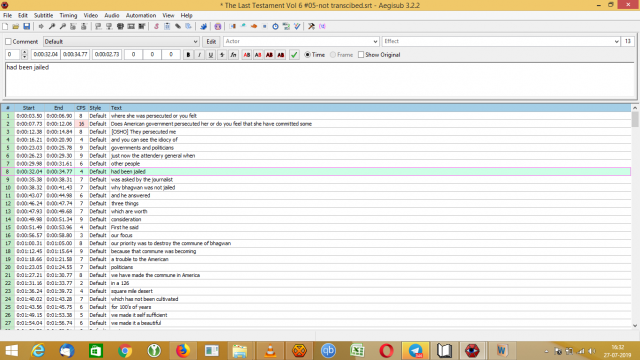 * The Last Testament Vol 6 #05-not transcibed.srt - Aegisub 3.2.2
File Edit Subtitle Timing Video Audio Automation View Help
Comment Default Edit Actor Effect 13
0 0:00:32.04 0:00:34.77 0:00:02.73 0 0 0 B I U S fn AB AB AB AB Time Frame Show Original
had been jailed
# Start End CPS Style Text
1 0:00:03.50 0:00:06.90 8 Default where she was persecuted or you felt
2 0:00:07.73 0:00:12.06 16 Default Does American government persecuted her or do you feel that she have committed some
3 0:00:12.38 0:00:14.84 8 Default [OSHO] They persecuted me
4 0:00:16.21 0:00:20.90 4 Default and you can see the idiocy of
5 0:00:23.03 0:00:25.78 9 Default governments and politicians
6 0:00:26.23 0:00:29.30 9 Default just now the attendery general when
7 0:00:29.98 0:00:31.61 6 Default other people
8 0:00:32.04 0:00:34.77 4 Default had been jailed
9 0:00:35.38 0:00:38.31 7 Default was asked by the journalist
10 0:00:38.32 0:00:41.43 7 Default why bhagwan was not jailed
11 0:00:43.07 0:00:44.98 6 Default and he answered
12 0:00:46.24 0:00:47.74 7 Default three things
13 0:00:47.93 0:00:49.68 7 Default which are worth
14 0:00:49.98 0:00:51.34 9 Default consideration
15 0:00:51.49 0:00:53.96 4 Default First he said
16 0:00:56.57 0:00:58.80 3 Default our focus
17 0:01:00.31 0:01:05.00 8 Default our priority was to destroy the commune of bhagwan
18 0:01:12.45 0:01:15.64 9 Default because that commune was becoming
19 0:01:18.66 0:01:21.58 7 Default a trouble to the American
20 0:01:23.05 0:01:24.55 7 Default politicians
21 0:01:27.21 0:01:30.77 8 Default we have made the commune in America
22 0:01:31.16 0:01:33.77 2 Default in a 126
23 0:01:36.24 0:01:39.72 4 Default square mile desert
24 0:01:40.02 0:01:43.28 7 Default which has not been cultivated
25 0:01:43.56 0:01:45.75 6 Default for 100's of years
26 0:01:49.15 0:01:53.38 5 Default we made it self sufficient
27 0:01:54.04 0:01:56.74 6 Default we made it a beautiful
16:32
27-07-2019